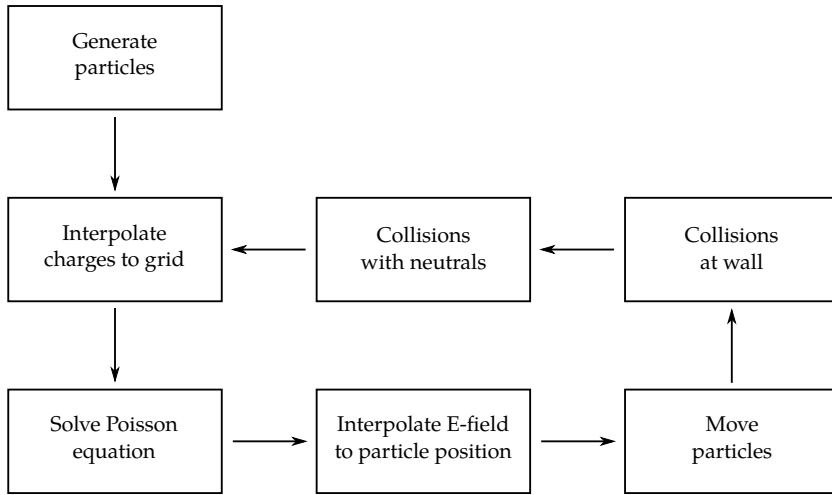 Generate
particles
Interpolate
charges to grid
Collisions
with neutrals
Collisions
at wall
Solve Poisson
equation
Interpolate E-field
to particle position
Move
particles